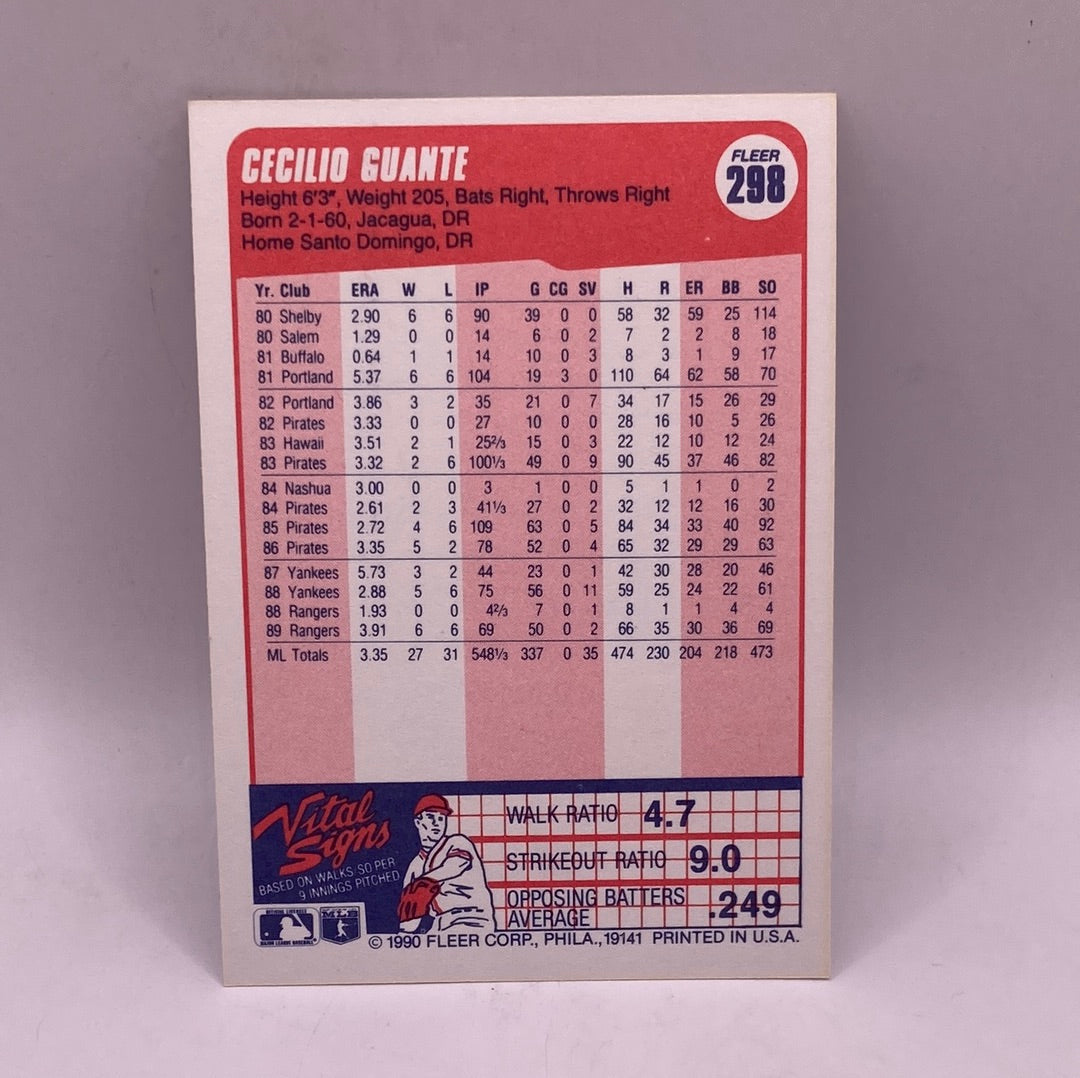 CECILIO GUANTE
FLEER
298
Height 6'3", Weight 205, Bats Right, Throws Right
Born 2-1-60, Jacagua, DR
Home Santo Domingo, DR
Yr. Club ERA W L IP G CG SV H R ER BB SO
80 Shelby 2.90 6 6 90 39 0 0 58 32 59 25 114
80 Salem 1.29 0 0 14 6 0 2 7 2 2 8 18
81 Buffalo 0.64 1 1 14 10 0 3 8 3 1 9 17
81 Portland 5.37 6 6 104 19 3 0 110 64 62 58 70
82 Portland 3.86 3 2 35 21 0 7 34 17 15 26 29
82 Pirates 3.33 0 0 27 10 0 0 28 16 10 5 26
83 Hawaii 3.51 2 1 25⅔ 15 0 3 22 12 10 12 24
83 Pirates 3.32 2 6 100⅓ 49 0 9 90 45 37 46 82
84 Nashua 3.00 0 0 3 1 0 0 5 1 1 0 2
84 Pirates 2.61 2 3 41⅓ 27 0 2 32 12 12 16 30
85 Pirates 2.72 4 6 109 63 0 5 84 34 33 40 92
86 Pirates 3.35 5 2 78 52 0 4 65 32 29 29 63
87 Yankees 5.73 3 2 44 23 0 1 42 30 28 20 46
88 Yankees 2.88 5 6 75 56 0 11 59 25 24 22 61
88 Rangers 1.93 0 0 4⅔ 7 0 1 8 1 1 4 4
89 Rangers 3.91 6 6 69 50 0 2 66 35 30 36 69
ML Totals 3.35 27 31 548⅓ 337 0 35 474 230 204 218 473
Vital
Signs
BASED ON WALKS/SO PER
9 INNINGS PITCHED
WALK RATIO 4.7
STRIKEOUT RATIO 9.0
OPPOSING BATTERS
AVERAGE .249
OFFICIAL LICENSEE
MAJOR LEAGUE BASEBALL
MLB
© 1990 FLEER CORP., PHILA., 19141 PRINTED IN U.S.A.